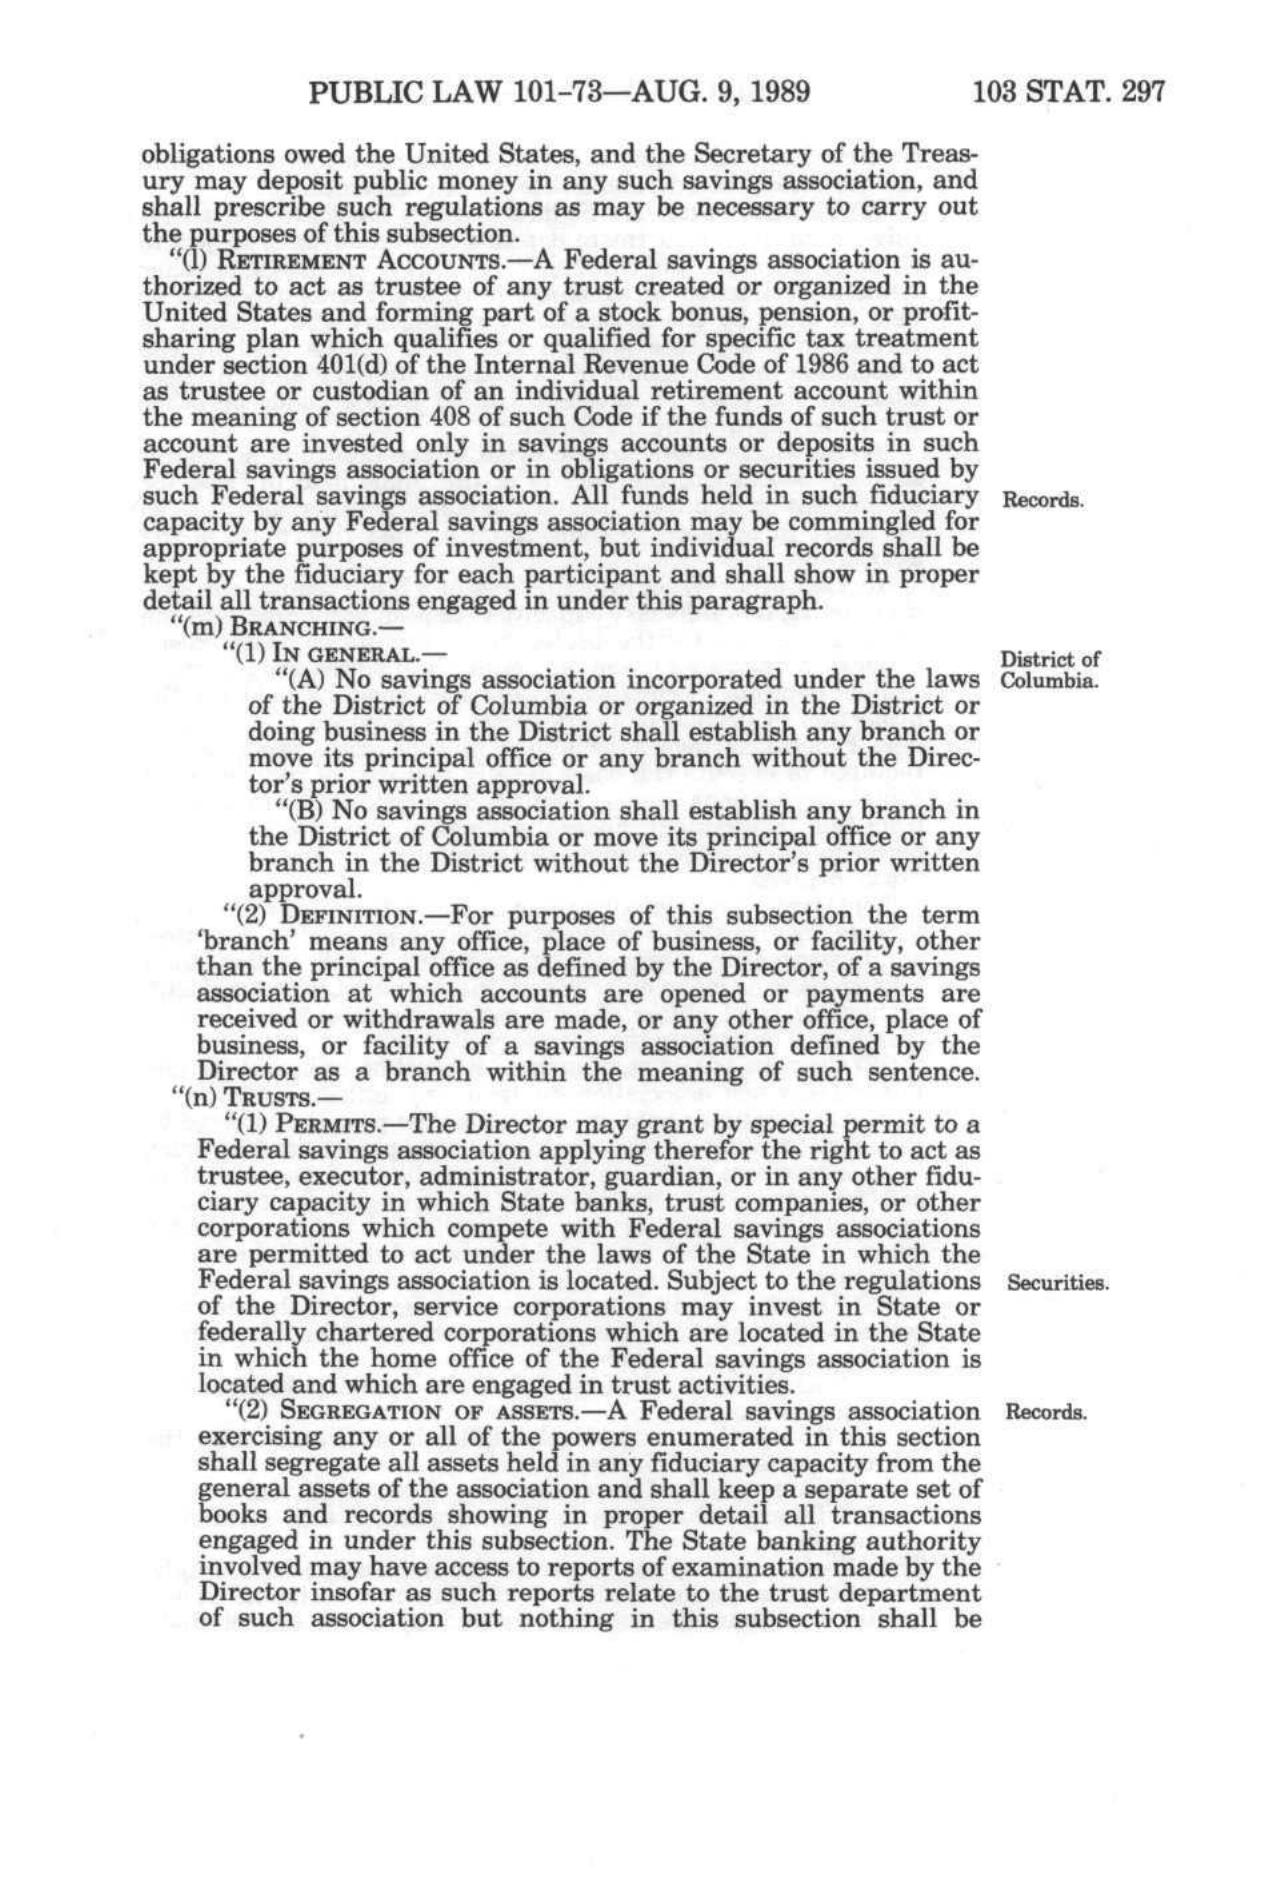 PUBLIC LAW 101-73—AUG. 9, 1989 103 STAT. 297
obligations owed the United States, and the Secretary of the Treas-
ury may deposit public money in any such savings association, and
shall prescribe such regulations as may be necessary to carry out
the purposes of this subsection.
"(l) RETIREMENT ACCOUNTS.—A Federal savings association is au-
thorized to act as trustee of any trust created or organized in the
United States and forming part of a stock bonus, pension, or profit-
sharing plan which qualifies or qualified for specific tax treatment
under section 401(d) of the Internal Revenue Code of 1986 and to act
as trustee or custodian of an individual retirement account within
the meaning of section 408 of such Code if the funds of such trust or
account are invested only in savings accounts or deposits in such
Federal savings association or in obligations or securities issued by
such Federal savings association. All funds held in such fiduciary Records.
capacity by any Federal savings association may be commingled for
appropriate purposes of investment, but individual records shall be
kept by the fiduciary for each participant and shall show in proper
detail all transactions engaged in under this paragraph.
"(m) BRANCHING.—
"(1) IN GENERAL.—
"(A) No savings association incorporated under the laws
of the District of Columbia or organized in the District or
doing business in the District shall establish any branch or
move its principal office or any branch without the Direc-
tor's prior written approval.
District of
Columbia.
"(B) No savings association shall establish any branch in
the District of Columbia or move its principal office or any
branch in the District without the Director's prior written
approval.
"(2) DEFINITION.—For purposes of this subsection the term
'branch' means any office, place of business, or facility, other
than the principal office as defined by the Director, of a savings
association at which accounts are opened or payments are
received or withdrawals are made, or any other office, place of
business, or facility of a savings association defined by the
Director as a branch within the meaning of such sentence.
"(n) TRUSTS.—
"(1) PERMITS.—The Director may grant by special permit to a
Federal savings association applying therefor the right to act as
trustee, executor, administrator, guardian, or in any other fidu-
ciary capacity in which State banks, trust companies, or other
corporations which compete with Federal savings associations
are permitted to act under the laws of the State in which the
Federal savings association is located. Subject to the regulations Securities.
of the Director, service corporations may invest in State or
federally chartered corporations which are located in the State
in which the home office of the Federal savings association is
located and which are engaged in trust activities.
"(2) SEGREGATION OF ASSETS.—A Federal savings association Records.
exercising any or all of the powers enumerated in this section
shall segregate all assets held in any fiduciary capacity from the
general assets of the association and shall keep a separate set of
books and records showing in proper detail all transactions
engaged in under this subsection. The State banking authority
involved may have access to reports of examination made by the
Director insofar as such reports relate to the trust department
of such association but nothing in this subsection shall be